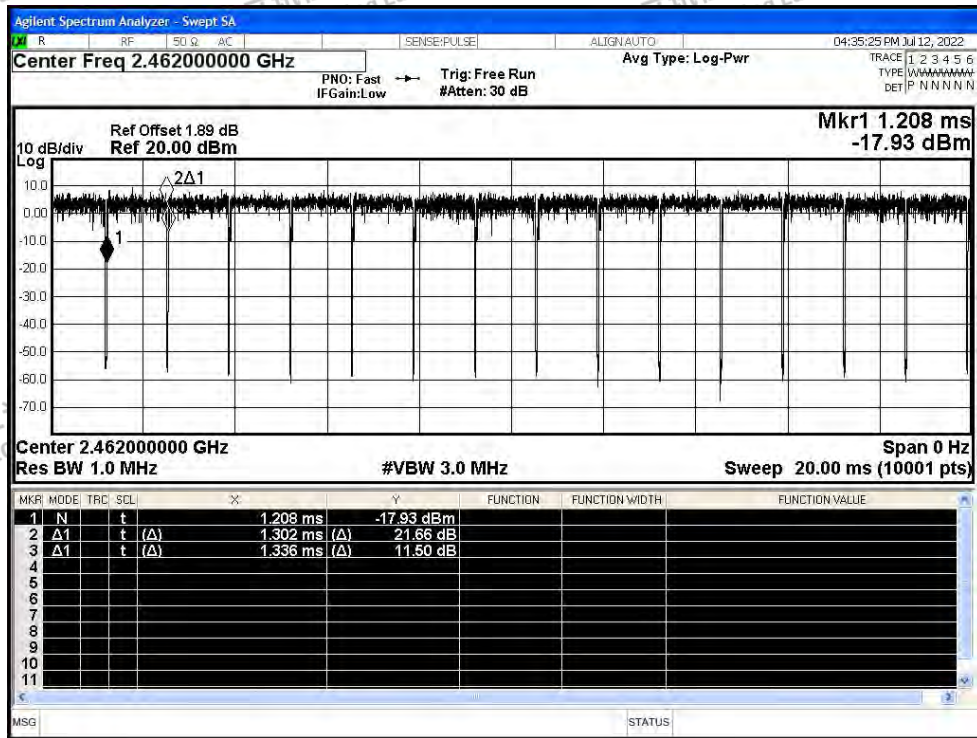 Agilent Spectrum Analyzer - Swept SA
LXI R RF 50 Ω AC SENSE:PULSE ALIGNAUTO 04:35:25 PM Jul 12, 2022
Center Freq 2.462000000 GHz Avg Type: Log-Pwr TRACE 1 2 3 4 5 6
PNO: Fast Trig: Free Run TYPE WWWWWW
IFGain:Low #Atten: 30 dB DET P N N N N N
Mkr1 1.208 ms
Ref Offset 1.89 dB
10 dB/div Ref 20.00 dBm -17.93 dBm
Log
10.0
2Δ1
0.00
1
-10.0
-20.0
-30.0
-40.0
-50.0
-60.0
-70.0
Center 2.462000000 GHz Span 0 Hz
Res BW 1.0 MHz #VBW 3.0 MHz Sweep 20.00 ms (10001 pts)
MKR MODE TRC SCL X Y FUNCTION FUNCTION WIDTH FUNCTION VALUE
1 N t 1.208 ms -17.93 dBm
2 Δ1 t (Δ) 1.302 ms (Δ) 21.66 dB
3 Δ1 t (Δ) 1.336 ms (Δ) 11.50 dB
4
5
6
7
8
9
10
11
MSG STATUS